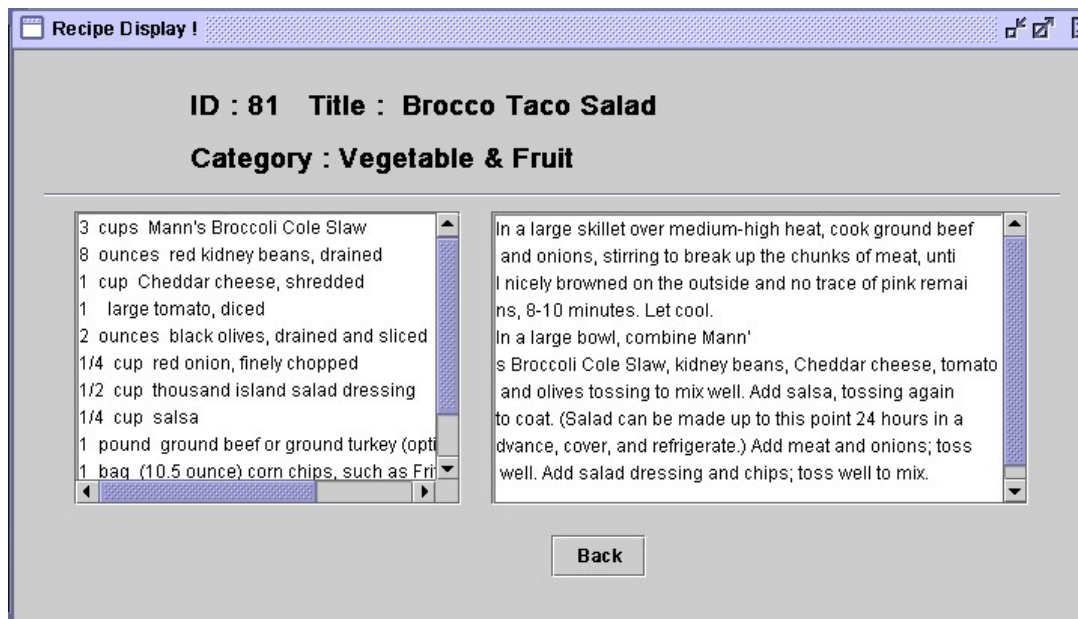 Recipe Display !
ID : 81 Title : Brocco Taco Salad
Category : Vegetable & Fruit
3 cups Mann's Broccoli Cole Slaw
8 ounces red kidney beans, drained
1 cup Cheddar cheese, shredded
1 large tomato, diced
2 ounces black olives, drained and sliced
1/4 cup red onion, finely chopped
1/2 cup thousand island salad dressing
1/4 cup salsa
1 pound ground beef or ground turkey (opti
1 bag (10.5 ounce) corn chips, such as Fri
In a large skillet over medium-high heat, cook ground beef
and onions, stirring to break up the chunks of meat, unti
l nicely browned on the outside and no trace of pink remai
ns, 8-10 minutes. Let cool.
In a large bowl, combine Mann'
s Broccoli Cole Slaw, kidney beans, Cheddar cheese, tomato
and olives tossing to mix well. Add salsa, tossing again
to coat. (Salad can be made up to this point 24 hours in a
dvance, cover, and refrigerate.) Add meat and onions; toss
well. Add salad dressing and chips; toss well to mix.
Back